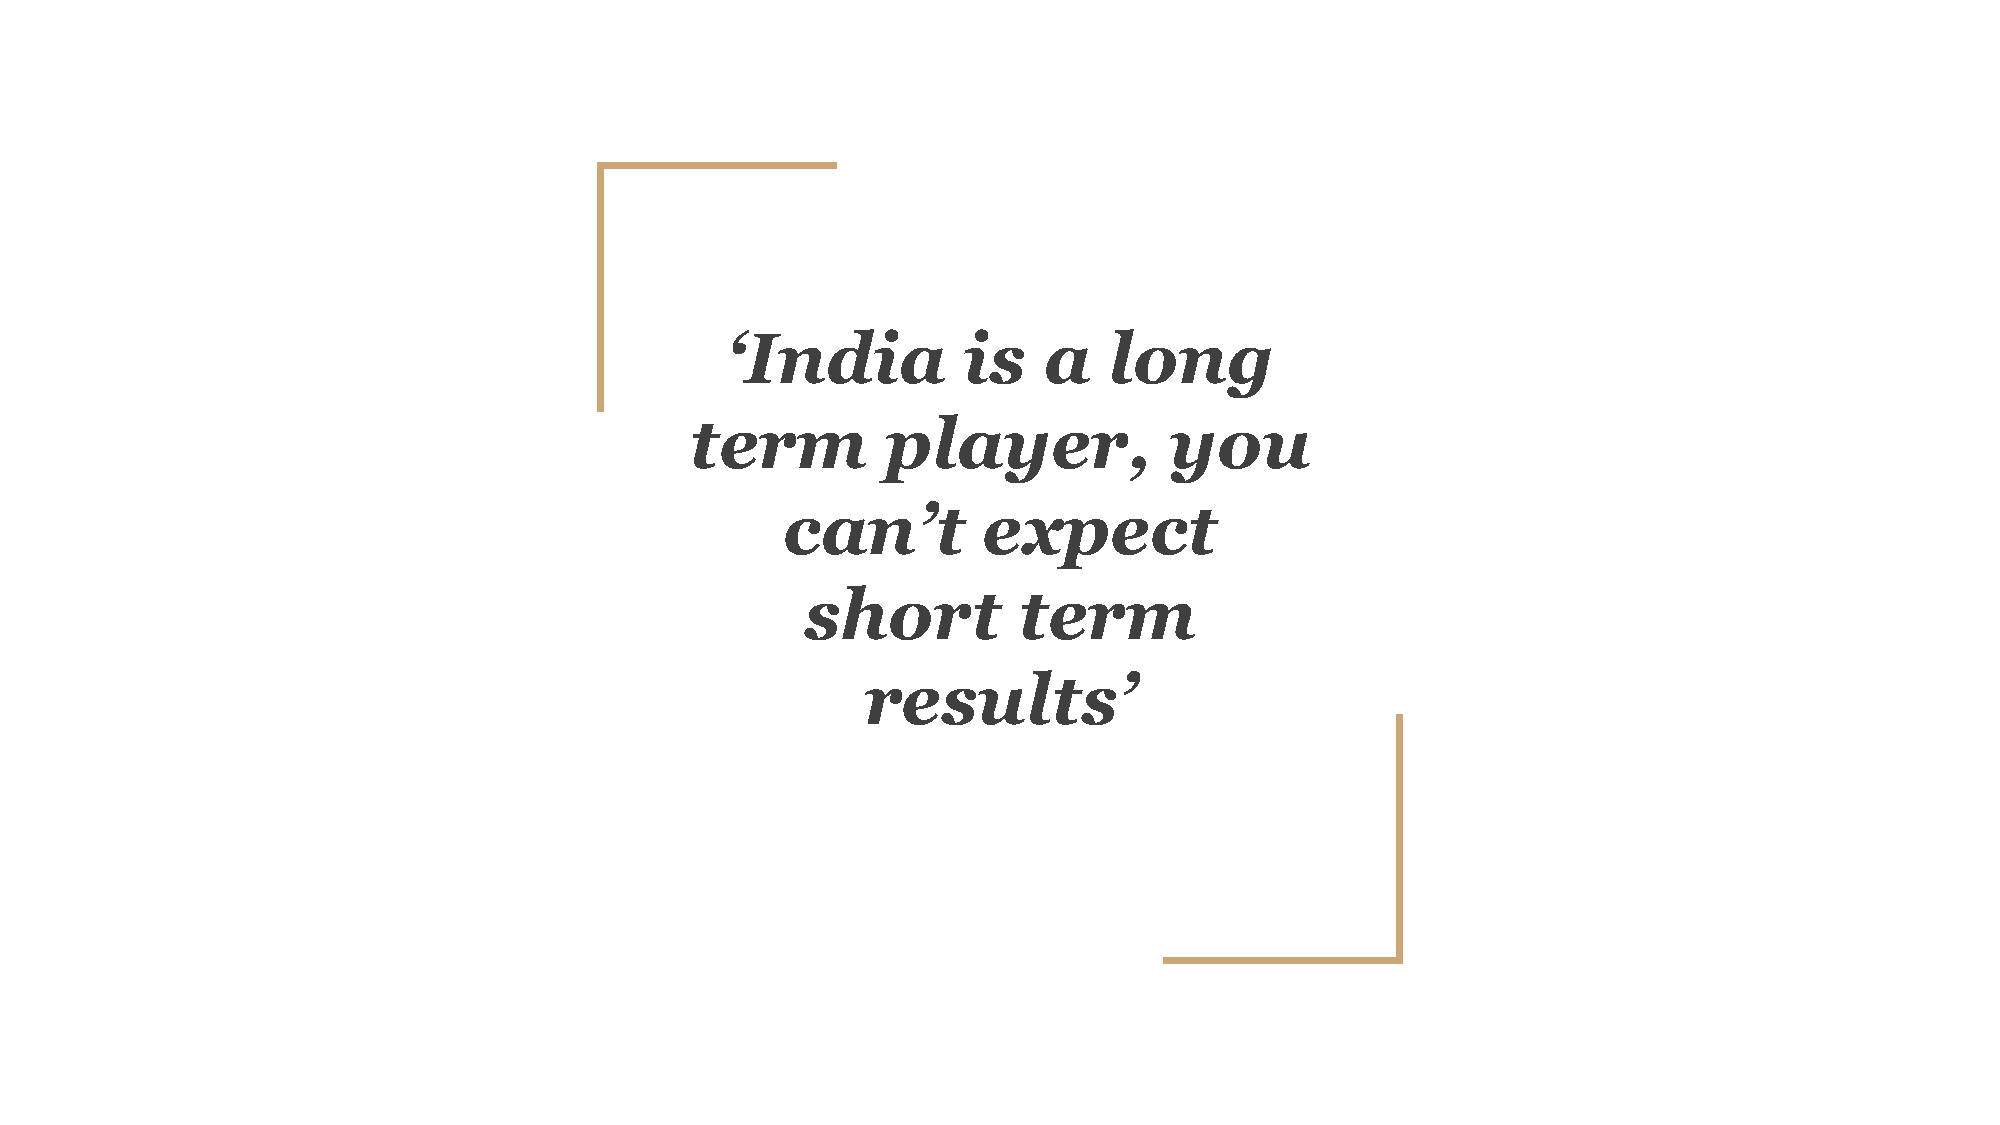 ‘India is a long
term player, you
can’t expect
short term
results’